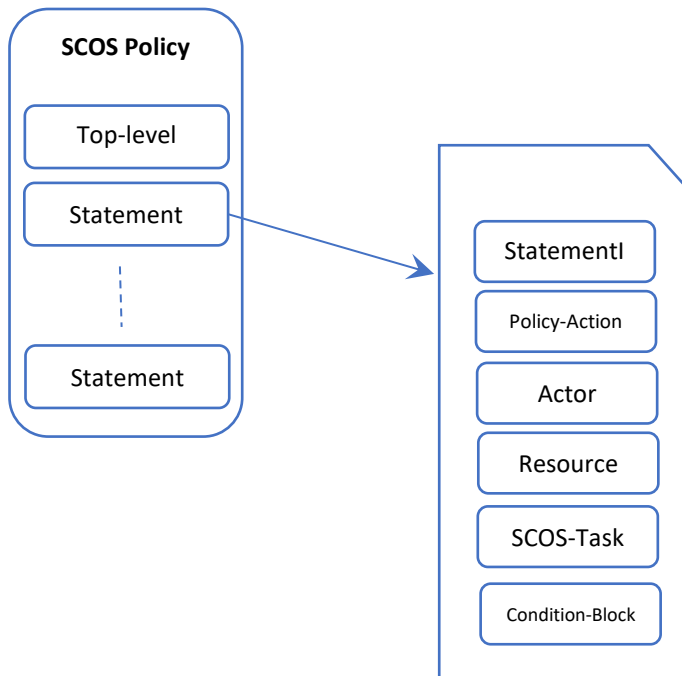 SCOS Policy
Top-level
Statement
Statement
StatementI
Policy-Action
Actor
Resource
SCOS-Task
Condition-Block